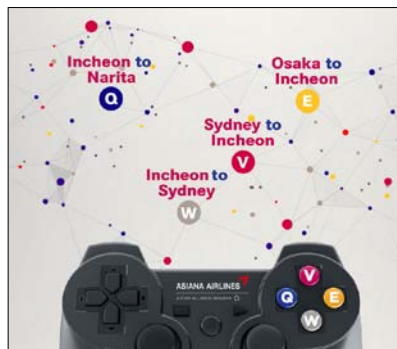 Incheon to
Narita
Q
Osaka to
Incheon
E
Sydney to
Incheon
V
Incheon to
Sydney
W
ASIANA AIRLINES
V
Q
E
W